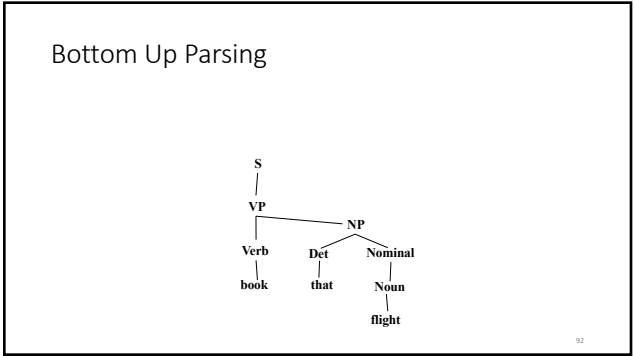 Bottom Up Parsing
S
VP
NP
Verb
Det
Nominal
book
that
Noun
flight
92